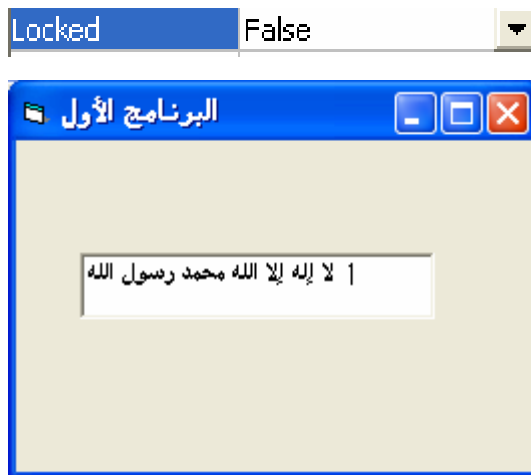 Locked False
البرنامج الأول
1 لا إله إلا الله محمد رسول الله